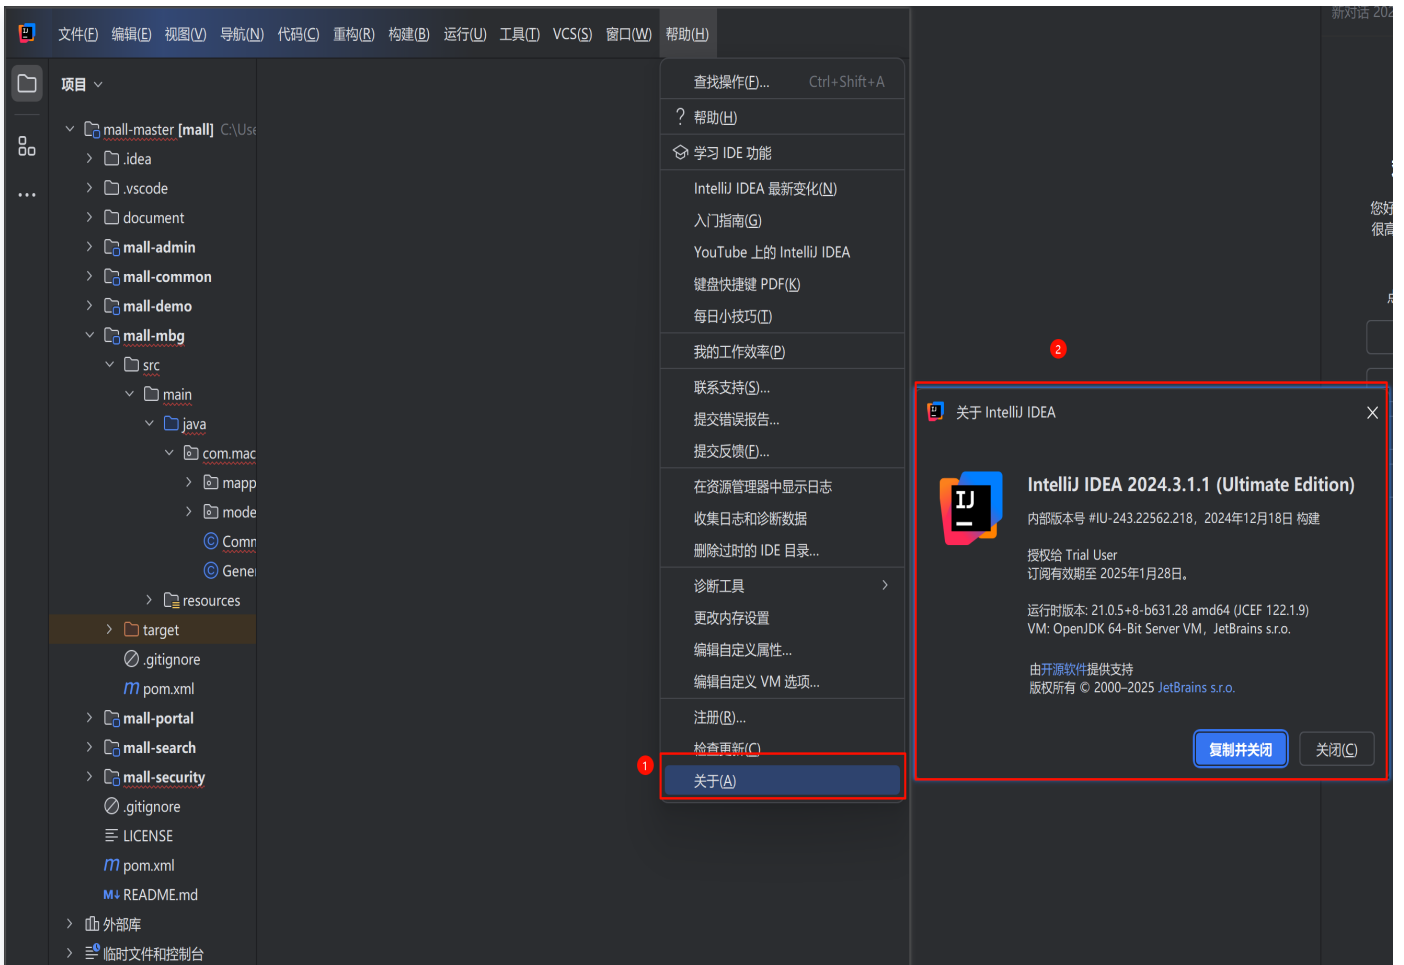 文件(F) 编辑(E) 视图(V) 导航(N) 代码(C) 重构(R) 构建(B) 运行(U) 工具(T) VCS(S) 窗口(W) 帮助(H)
新对话 202
项目
mall-master [mall] C:\Use
.idea
.vscode
document
mall-admin
mall-common
mall-demo
mall-mbg
src
main
java
com.mac
mapp
mode
Comn
Gene
resources
target
.gitignore
pom.xml
mall-portal
mall-search
mall-security
.gitignore
LICENSE
pom.xml
README.md
外部库
临时文件和控制台
查找操作(F)... Ctrl+Shift+A
帮助(H)
学习 IDE 功能
IntelliJ IDEA 最新变化(N)
入门指南(G)
YouTube 上的 IntelliJ IDEA
键盘快捷键 PDF(K)
每日小技巧(T)
我的工作效率(P)
联系支持(S)...
提交错误报告...
提交反馈(F)...
在资源管理器中显示日志
收集日志和诊断数据
删除过时的 IDE 目录...
诊断工具
更改内存设置
编辑自定义属性...
编辑自定义 VM 选项...
注册(R)...
检查更新(C)
1
关于(A)
您好
很高
2
关于 IntelliJ IDEA
IntelliJ IDEA 2024.3.1.1 (Ultimate Edition)
内部版本号 #IU-243.22562.218，2024年12月18日 构建
授权给 Trial User
订阅有效期至 2025年1月28日。
运行时版本: 21.0.5+8-b631.28 amd64 (JCEF 122.1.9)
VM: OpenJDK 64-Bit Server VM，JetBrains s.r.o.
由开源软件提供支持
版权所有 © 2000–2025 JetBrains s.r.o.
复制并关闭 关闭(C)